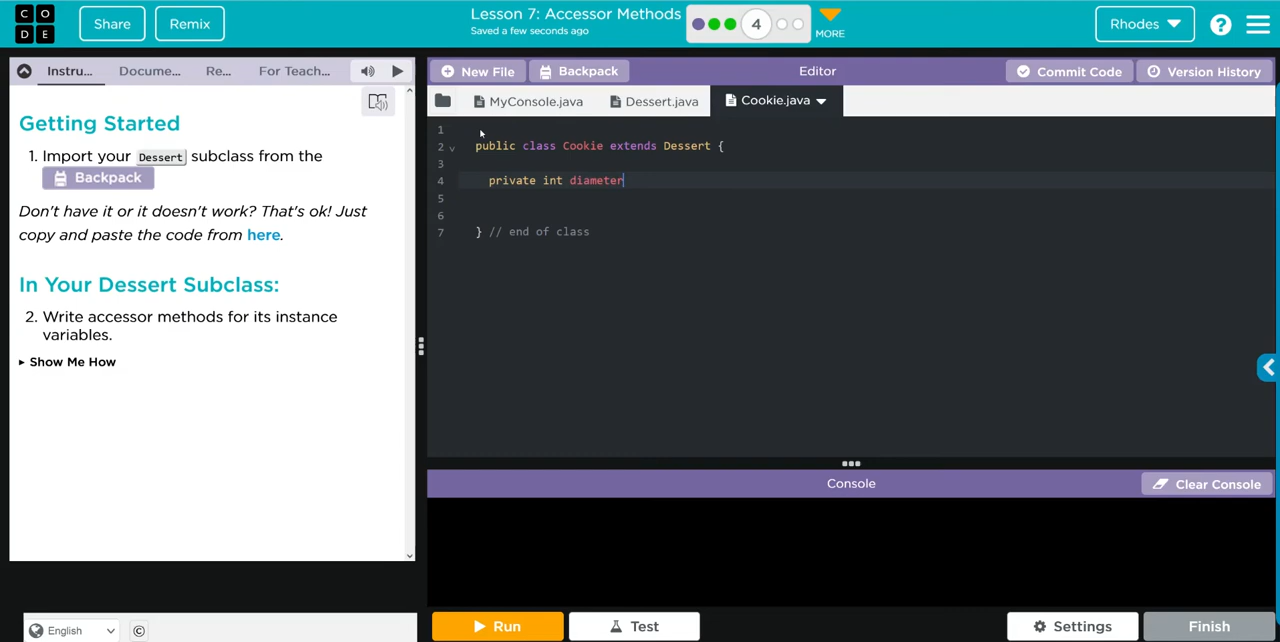 C O D E
Share
Remix
Lesson 7: Accessor Methods
Saved a few seconds ago
4
MORE
Rhodes
?
Instru...
Docume...
Re...
For Teach...
New File
Backpack
Editor
Commit Code
Version History
MyConsole.java
Dessert.java
Cookie.java
Getting Started
1. Import your Dessert subclass from the
Backpack
Don't have it or it doesn't work? That's ok! Just
copy and paste the code from here.
In Your Dessert Subclass:
2. Write accessor methods for its instance
variables.
Show Me How
1
2 public class Cookie extends Dessert {
3
4 private int diameter
5
6
7 } // end of class
Console
Clear Console
English
©
Run
Test
Settings
Finish